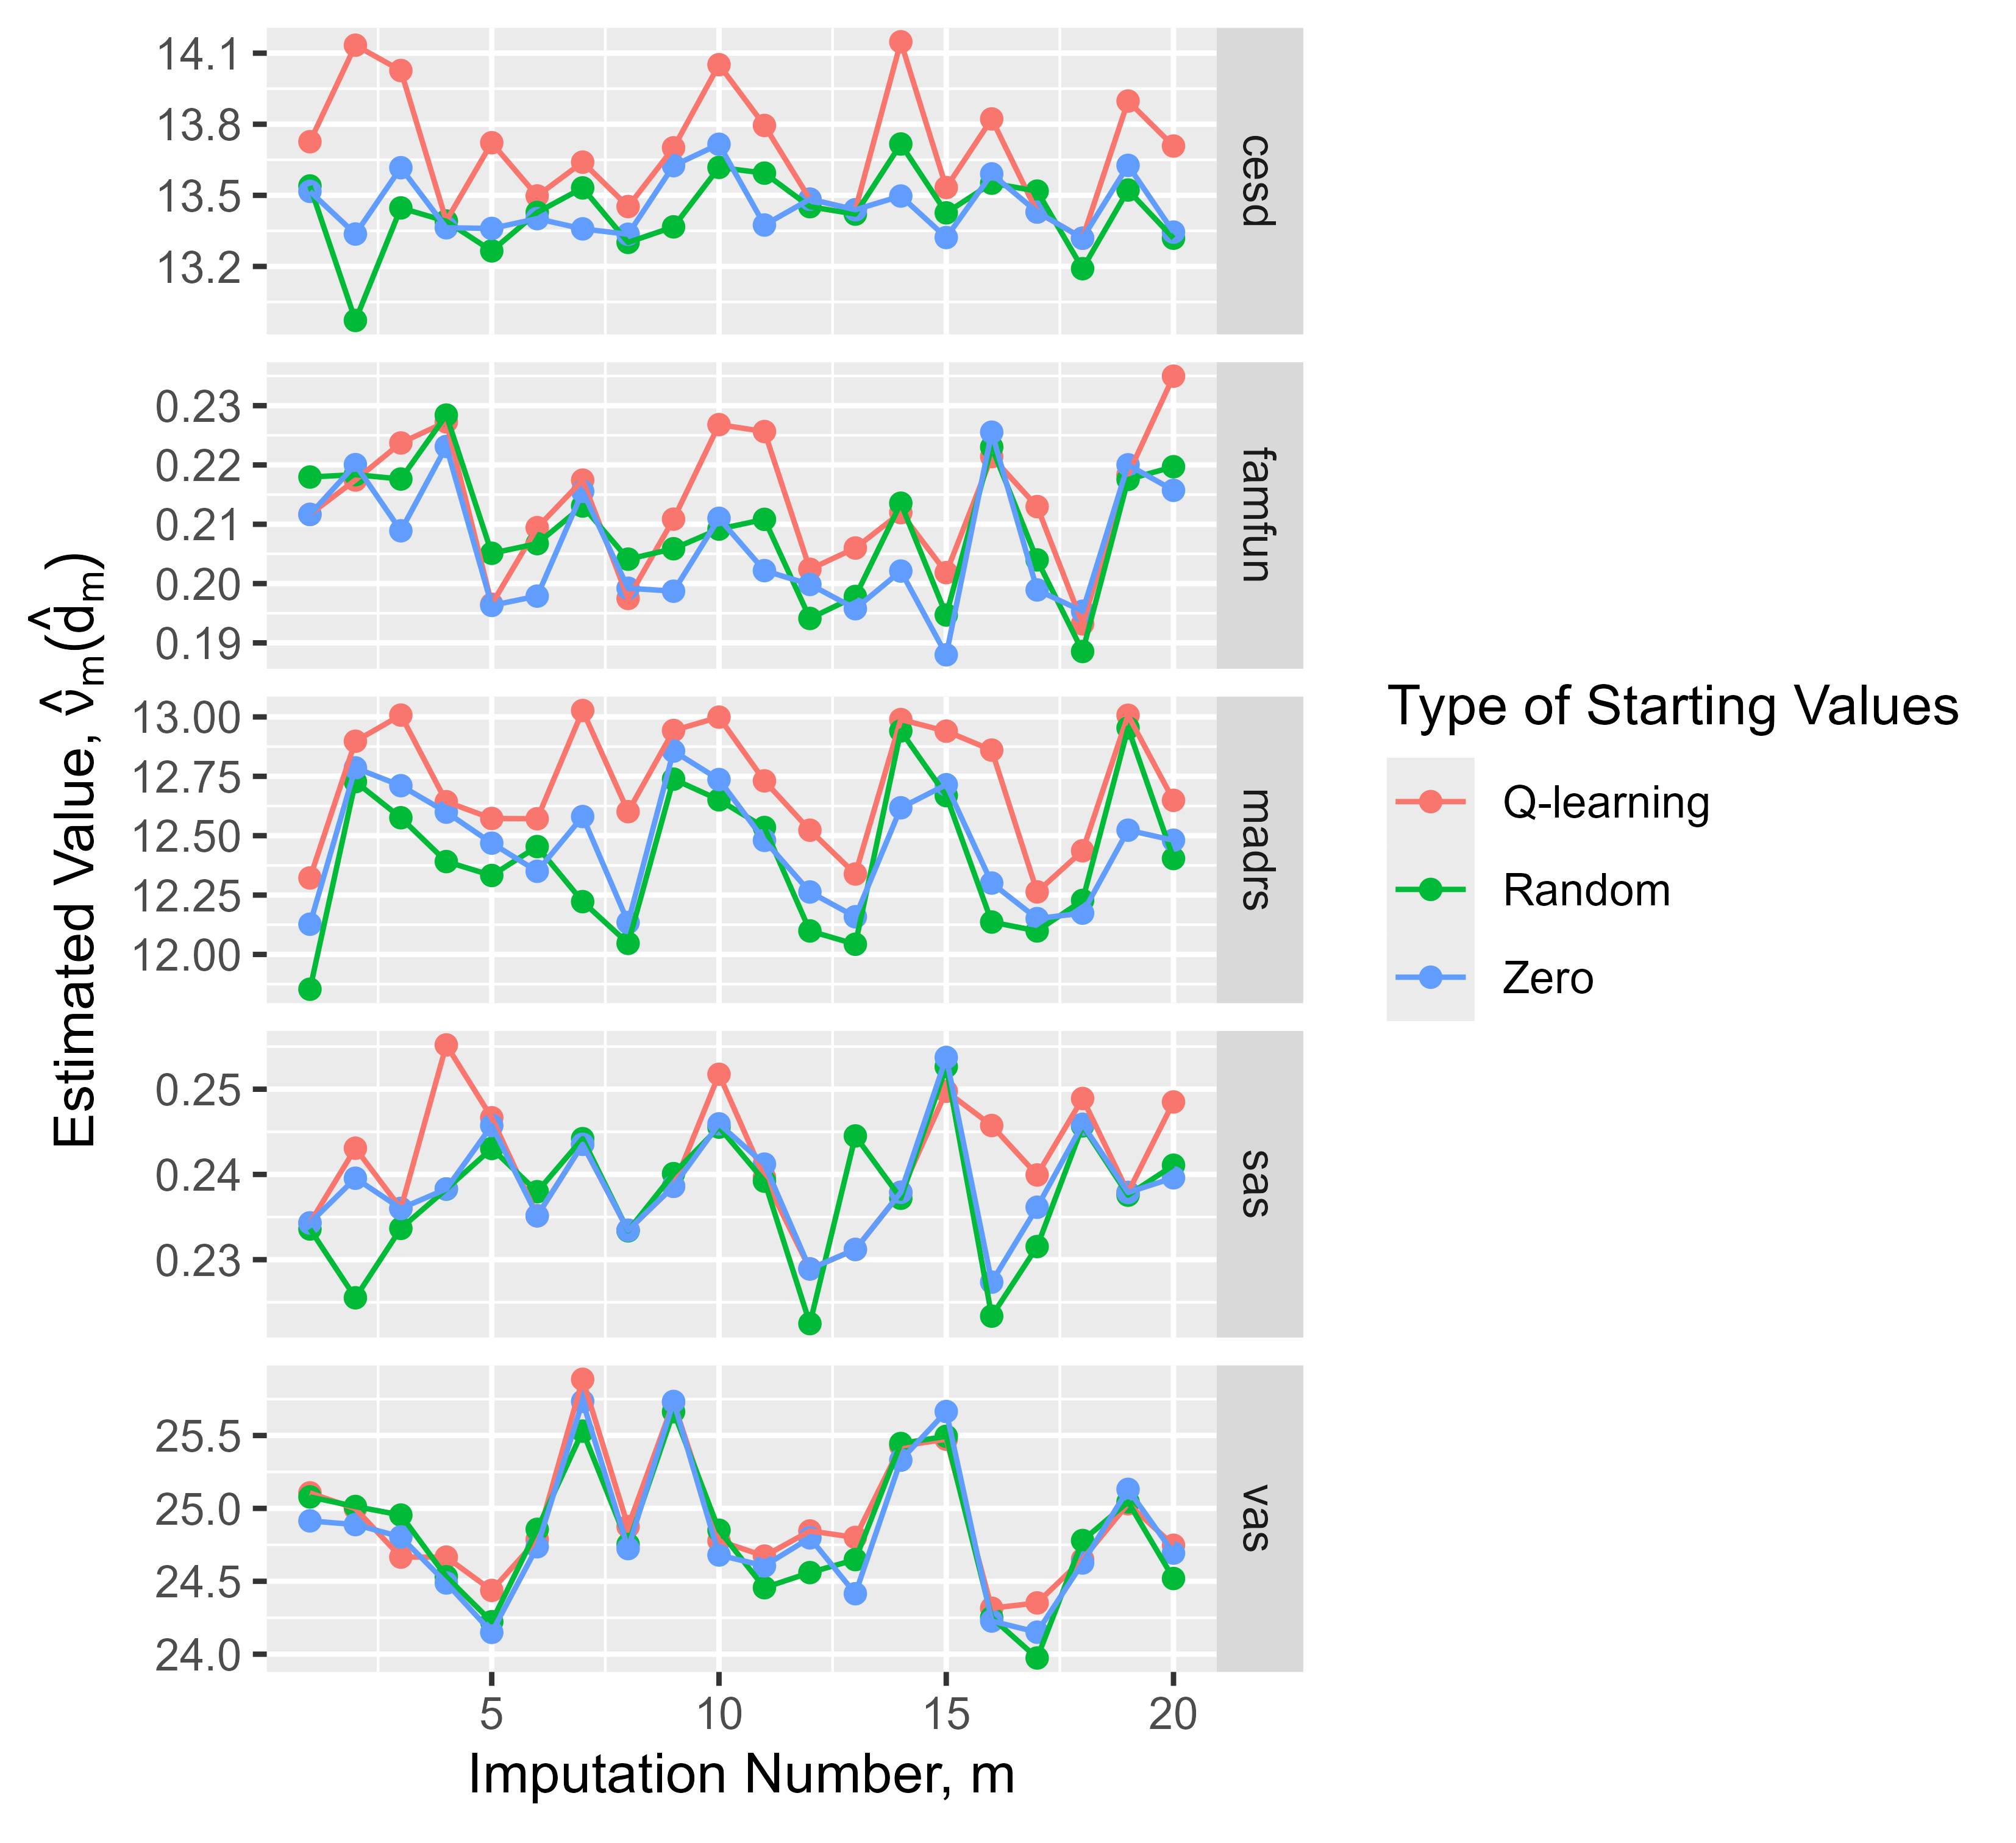 14.1
13.8
13.5
13.2
cesd
0.23
0.22
0.21
0.20
0.19
famfun
13.00
12.75
12.50
12.25
12.00
madrs
0.25
0.24
0.23
sas
25.5
25.0
24.5
24.0
vas
5 10 15 20
Imputation Number, m
Estimated Value, ν̂ₘ(d̂ₘ)
Type of Starting Values
Q-learning
Random
Zero